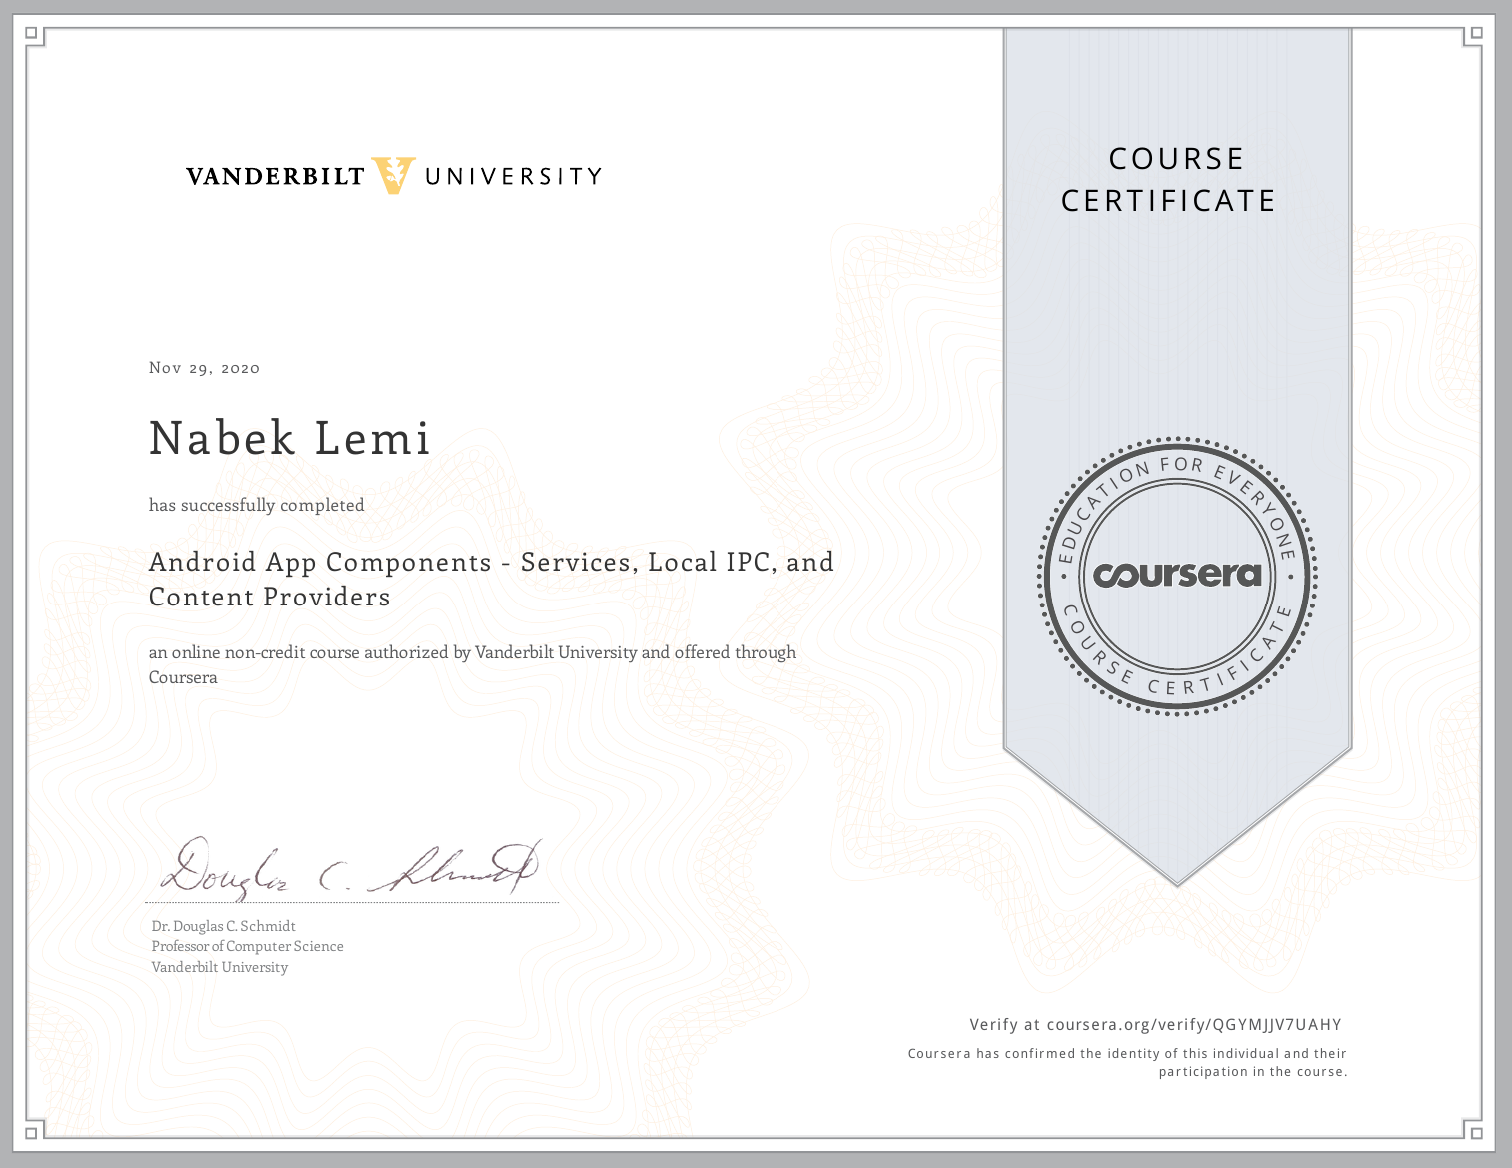 VANDERBILT UNIVERSITY
COURSE
CERTIFICATE
Nov 29, 2020
Nabek Lemi
has successfully completed
Android App Components - Services, Local IPC, and
Content Providers
an online non-credit course authorized by Vanderbilt University and offered through
Coursera
EDUCATION FOR EVERYONE
coursera
COURSE CERTIFICATE
Douglas C. Schmidt
Dr. Douglas C. Schmidt
Professor of Computer Science
Vanderbilt University
Verify at coursera.org/verify/QGYMJJV7UAHY
Coursera has confirmed the identity of this individual and their
participation in the course.